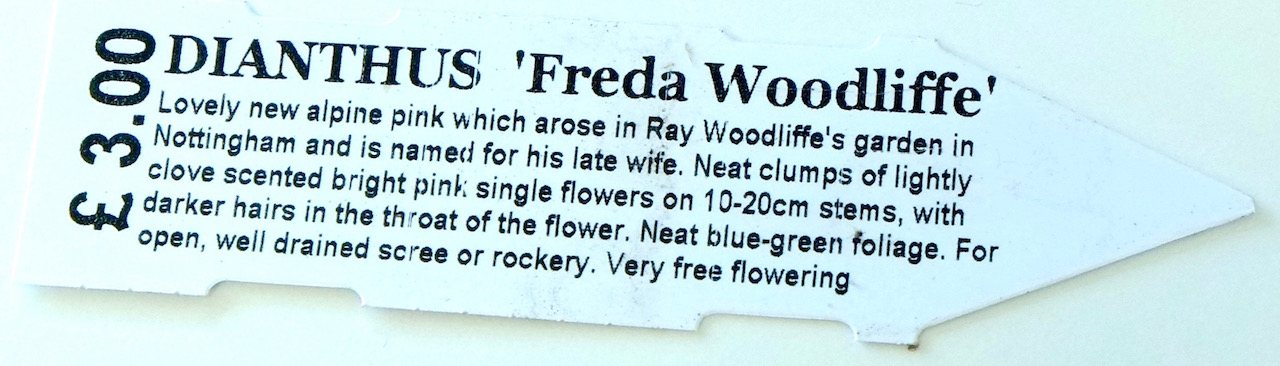 £ 3.00
DIANTHUS 'Freda Woodliffe'
Lovely new alpine pink which arose in Ray Woodliffe's garden in
Nottingham and is named for his late wife. Neat clumps of lightly
clove scented bright pink single flowers on 10-20cm stems, with
darker hairs in the throat of the flower. Neat blue-green foliage. For
open, well drained scree or rockery. Very free flowering